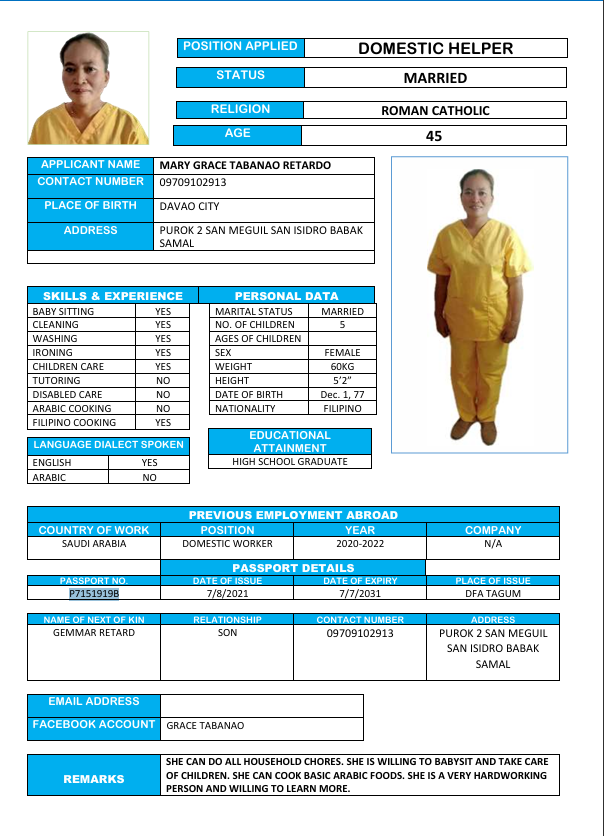 POSITION APPLIED DOMESTIC HELPER
STATUS MARRIED
RELIGION ROMAN CATHOLIC
AGE 45
APPLICANT NAME MARY GRACE TABANAO RETARDO
CONTACT NUMBER 09709102913
PLACE OF BIRTH DAVAO CITY
ADDRESS PUROK 2 SAN MEGUIL SAN ISIDRO BABAK
SAMAL
SKILLS & EXPERIENCE
BABY SITTING YES
CLEANING YES
WASHING YES
IRONING YES
CHILDREN CARE YES
TUTORING NO
DISABLED CARE NO
ARABIC COOKING NO
FILIPINO COOKING YES
LANGUAGE DIALECT SPOKEN
ENGLISH YES
ARABIC NO
PERSONAL DATA
MARITAL STATUS MARRIED
NO. OF CHILDREN 5
AGES OF CHILDREN
SEX FEMALE
WEIGHT 60KG
HEIGHT 5’2”
DATE OF BIRTH Dec. 1, 77
NATIONALITY FILIPINO
EDUCATIONAL
ATTAINMENT
HIGH SCHOOL GRADUATE
PREVIOUS EMPLOYMENT ABROAD
COUNTRY OF WORK POSITION YEAR COMPANY
SAUDI ARABIA DOMESTIC WORKER 2020-2022 N/A
PASSPORT DETAILS
PASSPORT NO. DATE OF ISSUE DATE OF EXPIRY PLACE OF ISSUE
P7151919B 7/8/2021 7/7/2031 DFA TAGUM
NAME OF NEXT OF KIN RELATIONSHIP CONTACT NUMBER ADDRESS
GEMMAR RETARD SON 09709102913 PUROK 2 SAN MEGUIL
SAN ISIDRO BABAK
SAMAL
EMAIL ADDRESS
FACEBOOK ACCOUNT GRACE TABANAO
REMARKS
SHE CAN DO ALL HOUSEHOLD CHORES. SHE IS WILLING TO BABYSIT AND TAKE CARE
OF CHILDREN. SHE CAN COOK BASIC ARABIC FOODS. SHE IS A VERY HARDWORKING
PERSON AND WILLING TO LEARN MORE.